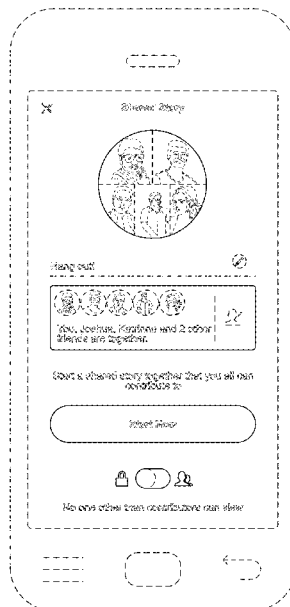 Shared Story
Hang out!
You, Joshua, Katrina and 2 other
friends are together.
Start a shared story together that you all can
contribute to
Start Now
No one other than contributors can view